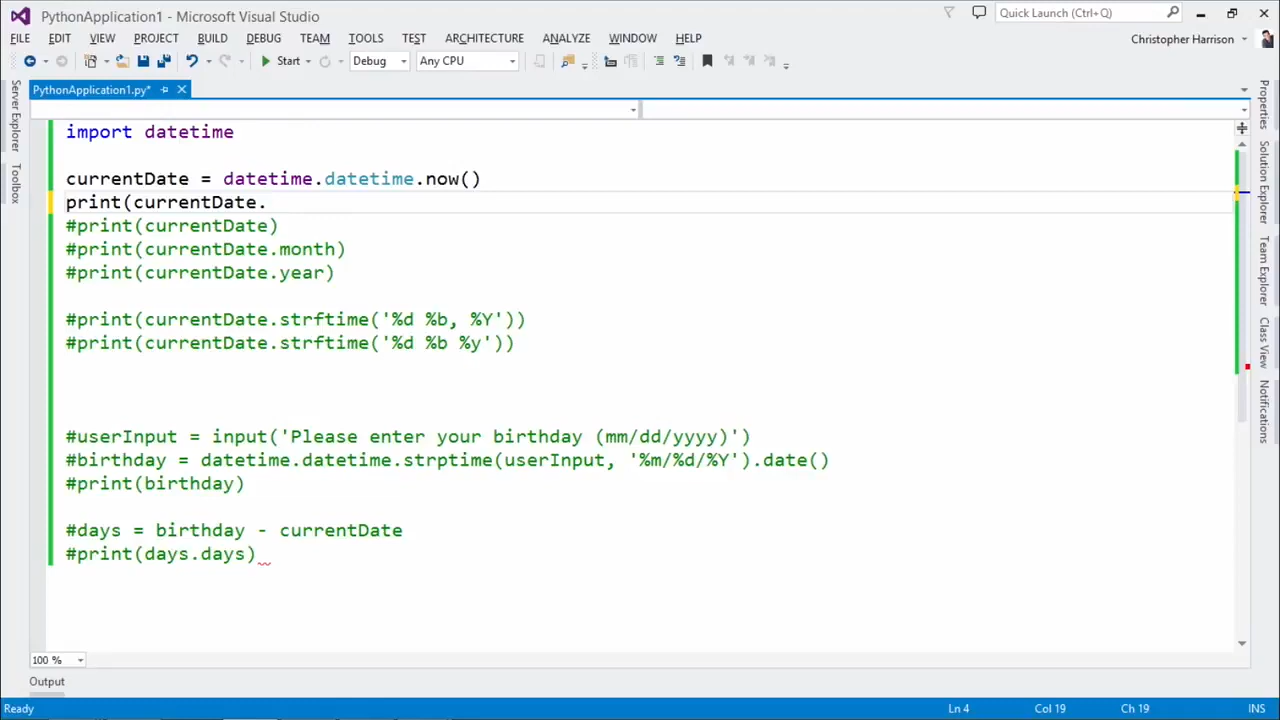 PythonApplication1 - Microsoft Visual Studio
Quick Launch (Ctrl+Q)
FILE EDIT VIEW PROJECT BUILD DEBUG TEAM TOOLS TEST ARCHITECTURE ANALYZE WINDOW HELP
Christopher Harrison
Start Debug Any CPU
PythonApplication1.py*
Server Explorer
Toolbox
Properties
Solution Explorer
Team Explorer
Class View
Notifications
import datetime
currentDate = datetime.datetime.now()
print(currentDate.
#print(currentDate)
#print(currentDate.month)
#print(currentDate.year)
#print(currentDate.strftime('%d %b, %Y'))
#print(currentDate.strftime('%d %b %y'))
#userInput = input('Please enter your birthday (mm/dd/yyyy)')
#birthday = datetime.datetime.strptime(userInput, '%m/%d/%Y').date()
#print(birthday)
#days = birthday - currentDate
#print(days.days)
100 %
Output
Ready Ln 4 Col 19 Ch 19 INS